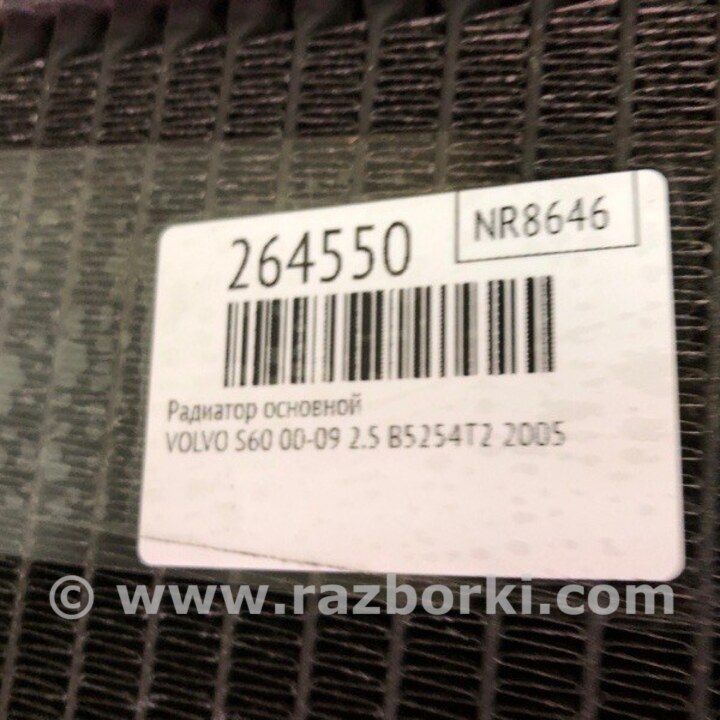 NR8646
264550
Радиатор основной
VOLVO S60 00-09 2.5 B5254T2 2005
© www.razborki.com